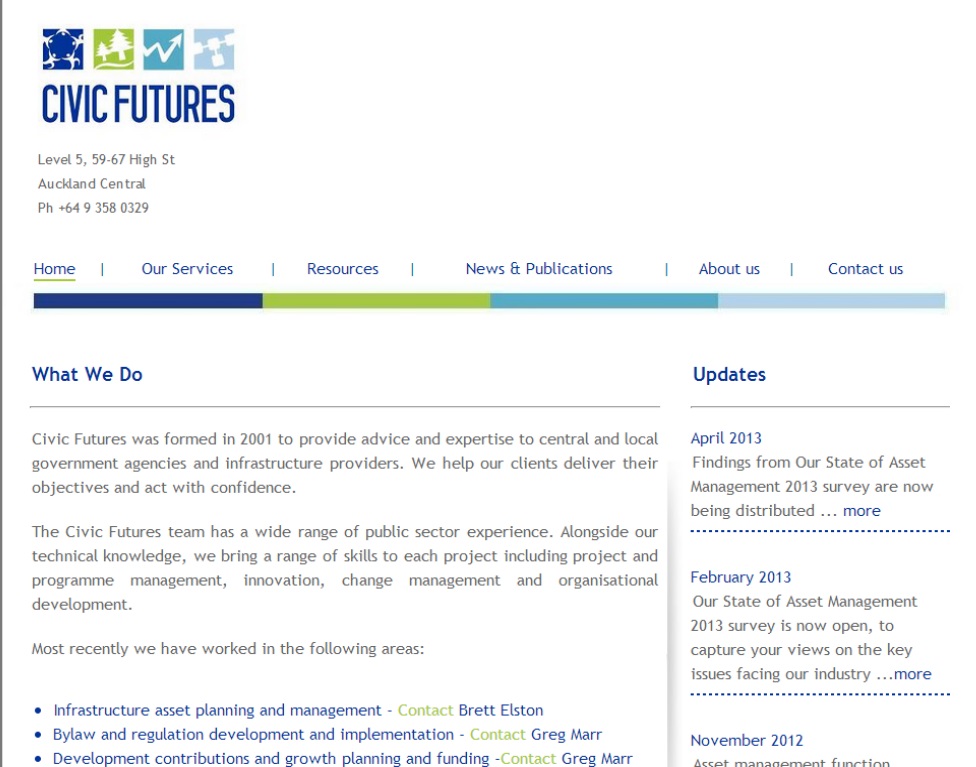 CIVIC FUTURES
Level 5, 59-67 High St
Auckland Central
Ph +64 9 358 0329
Home | Our Services | Resources | News & Publications | About us | Contact us
What We Do
Civic Futures was formed in 2001 to provide advice and expertise to central and local
government agencies and infrastructure providers. We help our clients deliver their
objectives and act with confidence.
The Civic Futures team has a wide range of public sector experience. Alongside our
technical knowledge, we bring a range of skills to each project including project and
programme management, innovation, change management and organisational
development.
Most recently we have worked in the following areas:
• Infrastructure asset planning and management - Contact Brett Elston
• Bylaw and regulation development and implementation - Contact Greg Marr
• Development contributions and growth planning and funding -Contact Greg Marr
Updates
April 2013
Findings from Our State of Asset
Management 2013 survey are now
being distributed ... more
February 2013
Our State of Asset Management
2013 survey is now open, to
capture your views on the key
issues facing our industry ...more
November 2012
Asset management function